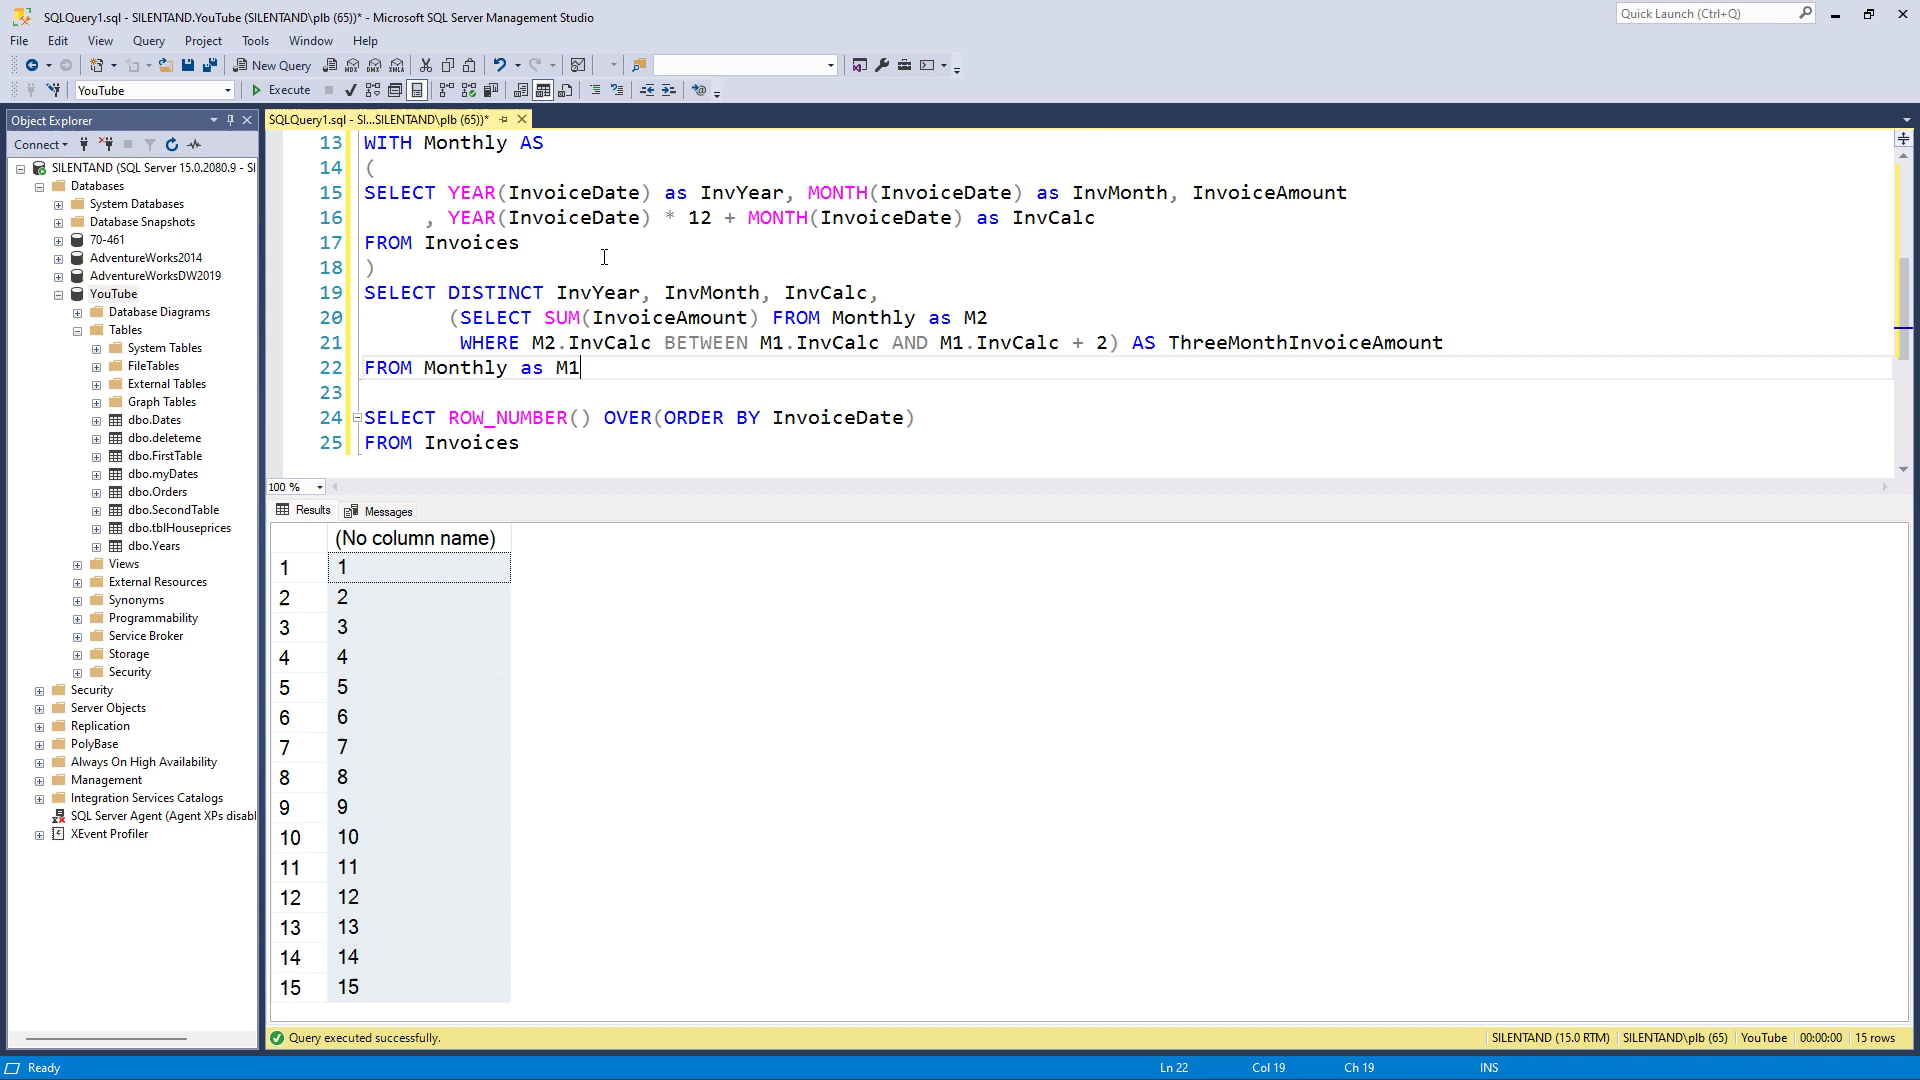 SQLQuery1.sql - SILENTAND.YouTube (SILENTAND\plb (65))* - Microsoft SQL Server Management Studio
Quick Launch (Ctrl+Q)
File Edit View Query Project Tools Window Help
New Query
YouTube
Execute
Object Explorer
SQLQuery1.sql - SI...SILENTAND\plb (65))*
Connect
SILENTAND (SQL Server 15.0.2080.9 - SI
Databases
System Databases
Database Snapshots
70-461
AdventureWorks2014
AdventureWorksDW2019
YouTube
Database Diagrams
Tables
System Tables
FileTables
External Tables
Graph Tables
dbo.Dates
dbo.deleteme
dbo.FirstTable
dbo.myDates
dbo.Orders
dbo.SecondTable
dbo.tblHouseprices
dbo.Years
Views
External Resources
Synonyms
Programmability
Service Broker
Storage
Security
Security
Server Objects
Replication
PolyBase
Always On High Availability
Management
Integration Services Catalogs
SQL Server Agent (Agent XPs disabl
XEvent Profiler
13 WITH Monthly AS
14 (
15 SELECT YEAR(InvoiceDate) as InvYear, MONTH(InvoiceDate) as InvMonth, InvoiceAmount
16 , YEAR(InvoiceDate) * 12 + MONTH(InvoiceDate) as InvCalc
17 FROM Invoices
18 )
19 SELECT DISTINCT InvYear, InvMonth, InvCalc,
20 (SELECT SUM(InvoiceAmount) FROM Monthly as M2
21 WHERE M2.InvCalc BETWEEN M1.InvCalc AND M1.InvCalc + 2) AS ThreeMonthInvoiceAmount
22 FROM Monthly as M1
23
24 SELECT ROW_NUMBER() OVER(ORDER BY InvoiceDate)
25 FROM Invoices
100 %
Results Messages
(No column name)
1 1
2 2
3 3
4 4
5 5
6 6
7 7
8 8
9 9
10 10
11 11
12 12
13 13
14 14
15 15
Query executed successfully.
SILENTAND (15.0 RTM) SILENTAND\plb (65) YouTube 00:00:00 15 rows
Ready
Ln 22 Col 19 Ch 19 INS